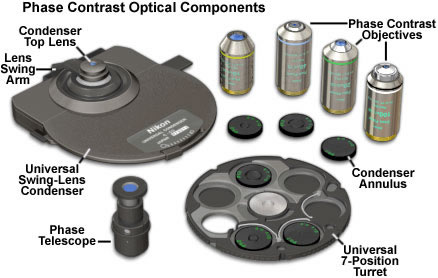 Phase Contrast Optical Components
Condenser
Top Lens
Lens
Swing
Arm
Phase Contrast
Objectives
Nikon
Universal
Swing-Lens
Condenser
Condenser
Annulus
Phase
Telescope
Universal
7-Position
Turret